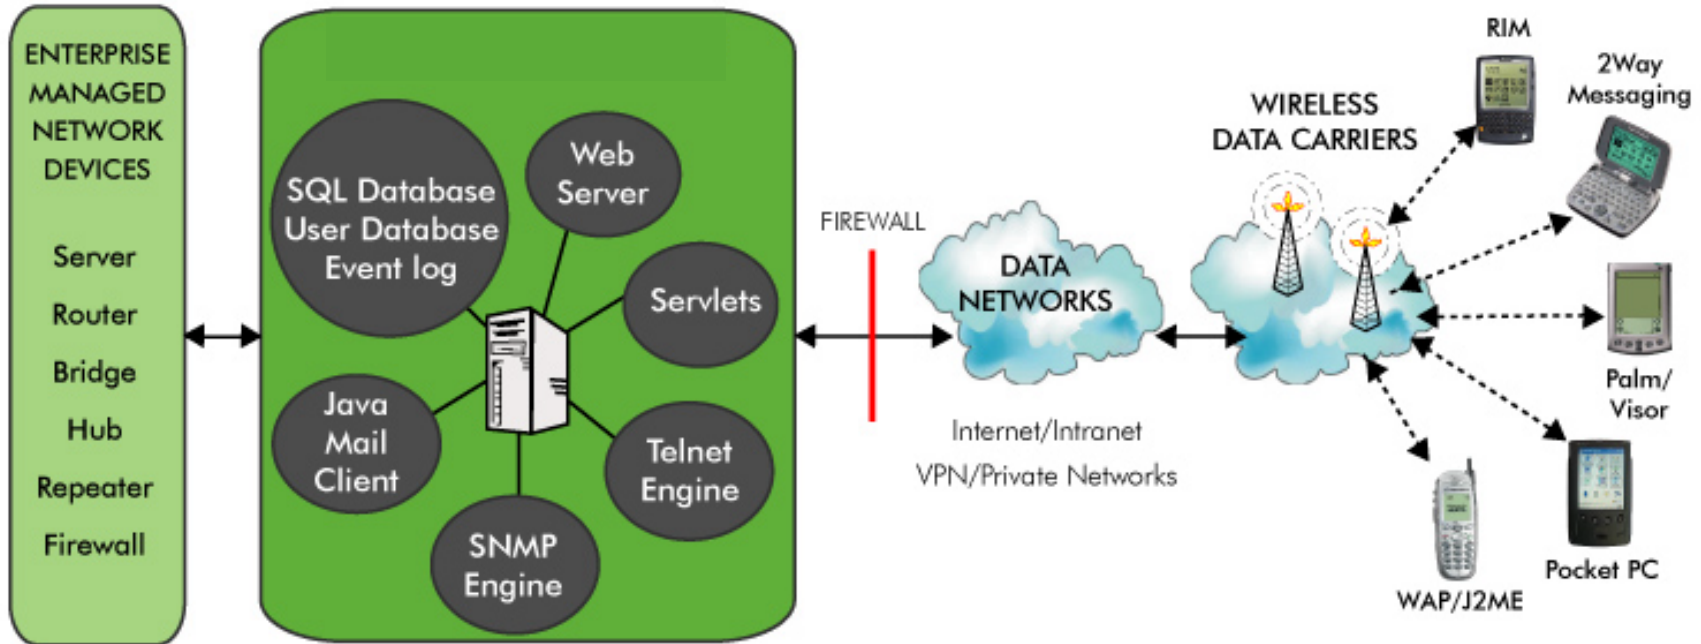 ENTERPRISE
MANAGED
NETWORK
DEVICES
Server
Router
Bridge
Hub
Repeater
Firewall
SQL Database
User Database
Event log
Web
Server
Servlets
Java
Mail
Client
Telnet
Engine
SNMP
Engine
FIREWALL
DATA
NETWORKS
Internet/Intranet
VPN/Private Networks
WIRELESS
DATA CARRIERS
RIM
2Way
Messaging
Palm/
Visor
Pocket PC
WAP/J2ME